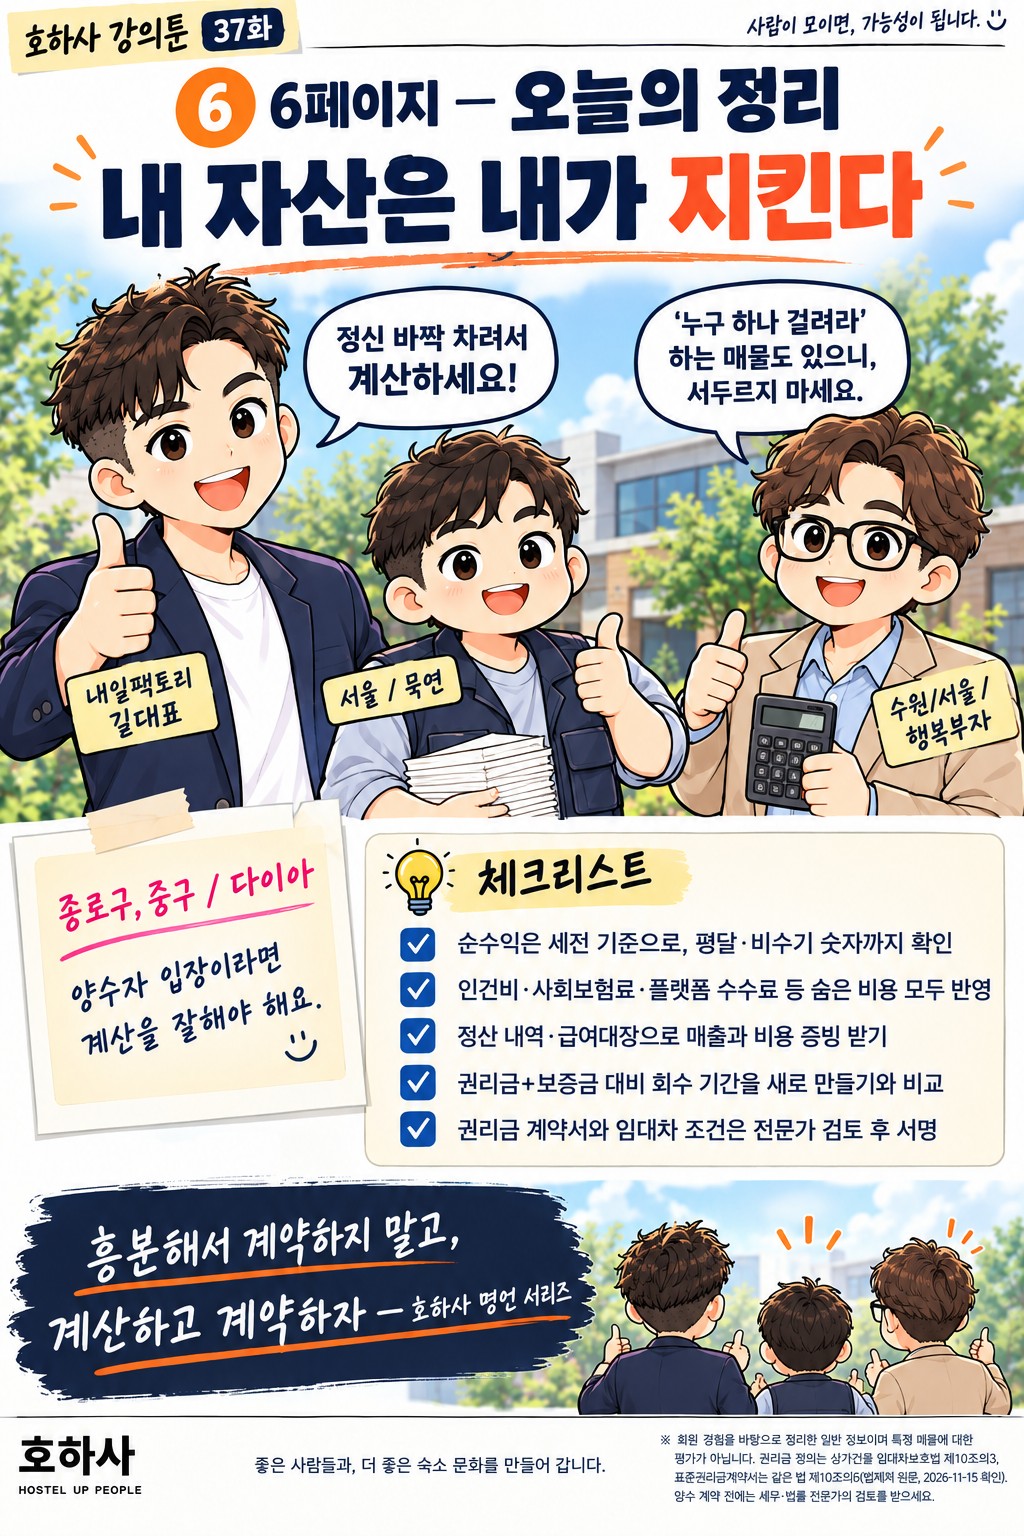 호하사 강의툰 37화
사람이 모이면, 가능성이 됩니다.
6 6페이지 – 오늘의 정리
내 자산은 내가 지킨다
정신 바짝 차려서
계산하세요!
‘누구 하나 걸려라’
하는 매물도 있으니,
서두르지 마세요.
내일팩토리
길대표
서울 / 묵연
수원/서울/
행복부자
종로구, 중구 / 다이아
양수자 입장이라면
계산을 잘해야 해요.
체크리스트
순수익은 세전 기준으로, 평달·비수기 숫자까지 확인
인건비·사회보험료·플랫폼 수수료 등 숨은 비용 모두 반영
정산 내역·급여대장으로 매출과 비용 증빙 받기
권리금+보증금 대비 회수 기간을 새로 만들기와 비교
권리금 계약서와 임대차 조건은 전문가 검토 후 서명
흥분해서 계약하지 말고,
계산하고 계약하자 – 호하사 명언 서리즈
호하사
HOSTEL UP PEOPLE
좋은 사람들과, 더 좋은 숙소 문화를 만들어 갑니다.
※ 회원 경험을 바탕으로 정리한 일반 정보이며 특정 매물에 대한
평가가 아닙니다. 권리금 정의는 상가건물 임대차보호법 제10조의3,
표준권리금계약서는 같은 법 제10조의6(법제처 원문, 2026-11-15 확인).
양수 계약 전에는 세무·법률 전문가의 검토를 받으세요.